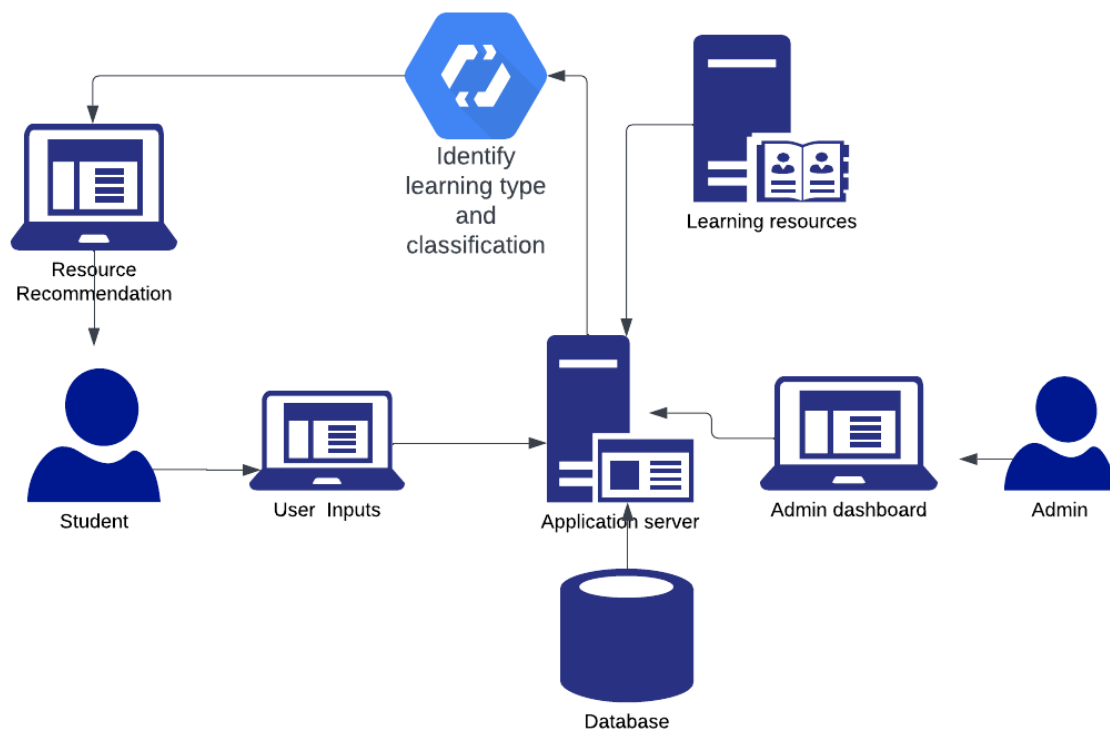 Identify
learning type
and
classification
Learning resources
Resource
Recommendation
Student
User Inputs
Application server
Admin dashboard
Admin
Database